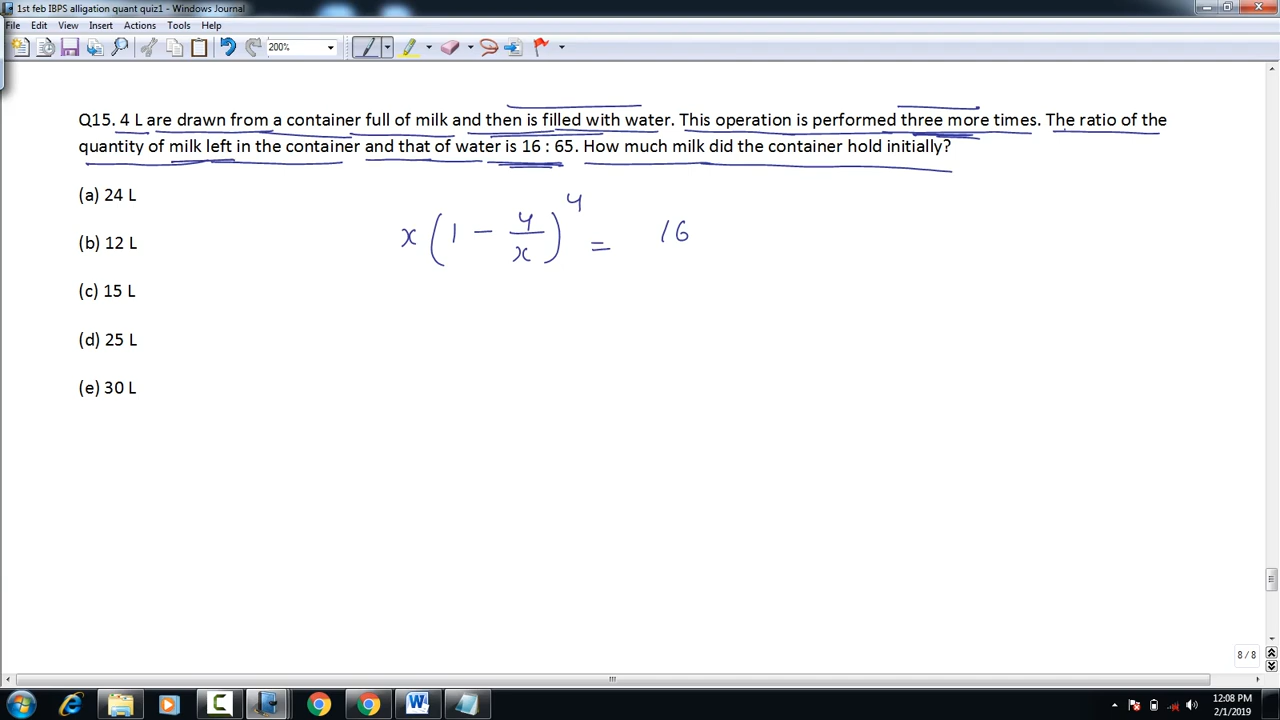 1st feb IBPS alligation quant quiz1 - Windows Journal
File Edit View Insert Actions Tools Help
200%
Q15. 4 L are drawn from a container full of milk and then is filled with water. This operation is performed three more times. The ratio of the
quantity of milk left in the container and that of water is 16 : 65. How much milk did the container hold initially?
(a) 24 L
(b) 12 L
(c) 15 L
(d) 25 L
(e) 30 L
x(1 - 4/x)^4 = 16
8 / 8
12:08 PM
2/1/2019